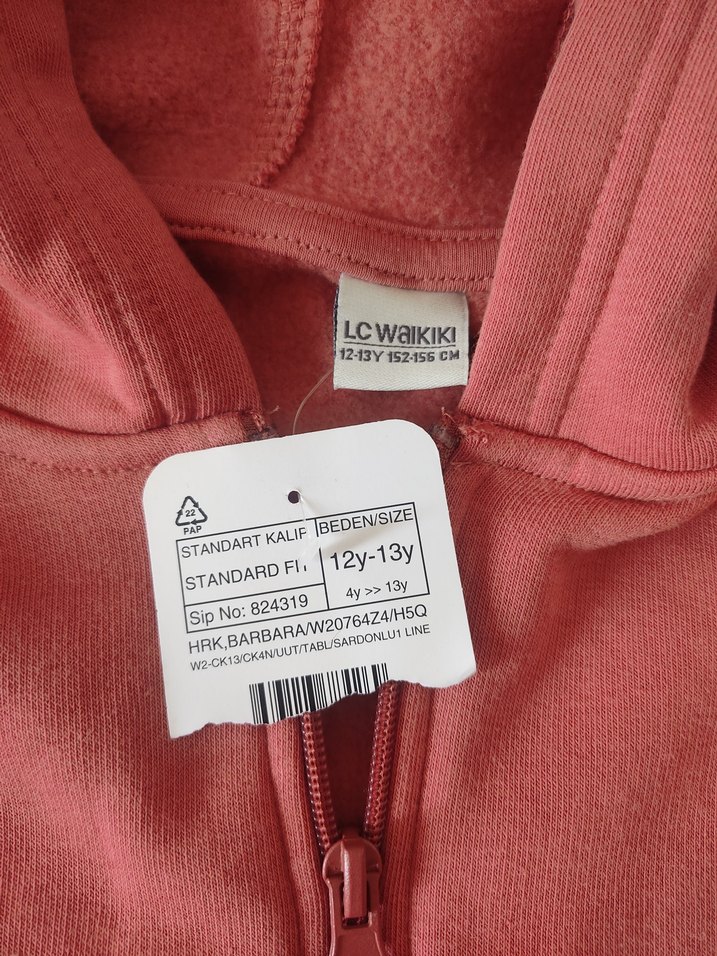 LC WAIKIKI
12-13Y 152-156 CM
22
PAP
STANDART KALIP
BEDEN/SIZE
STANDARD FIT
12y-13y
4y >> 13y
Sip No: 824319
HRK,BARBARA/W20764Z4/H5Q
W2-CK13/CK4N/UUT/TABL/SARDONLU1 LINE